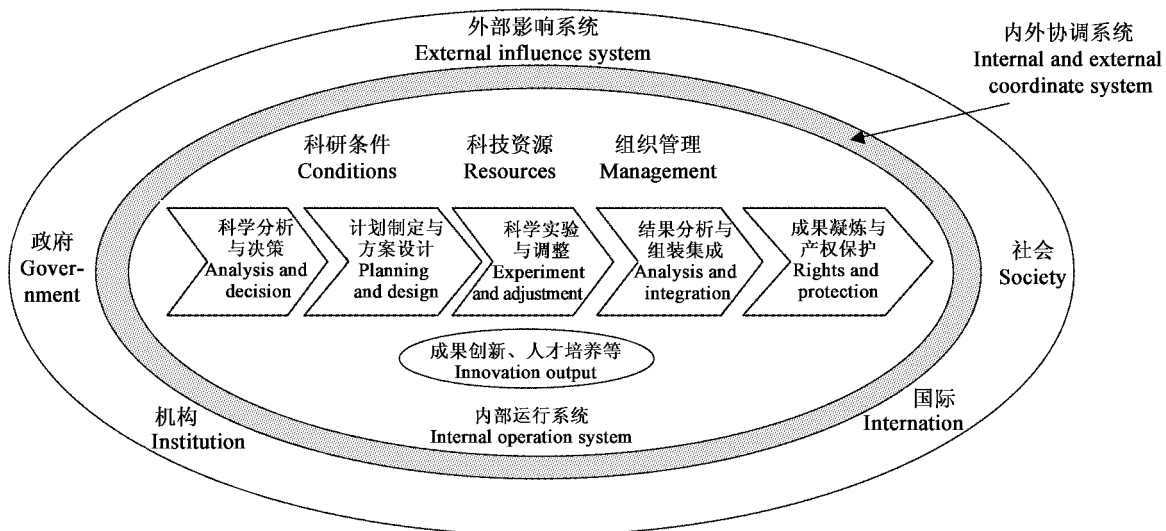 外部影响系统
External influence system
内外协调系统
Internal and external
coordinate system
科研条件
Conditions
科技资源
Resources
组织管理
Management
政府
Gover-
nment
科学分析
与决策
Analysis and
decision
计划制定与
方案设计
Planning
and design
科学实验
与调整
Experiment
and adjustment
结果分析与
组装集成
Analysis and
integration
成果凝炼与
产权保护
Rights and
protection
社会
Society
成果创新、人才培养等
Innovation output
机构
Institution
内部运行系统
Internal operation system
国际
Internation